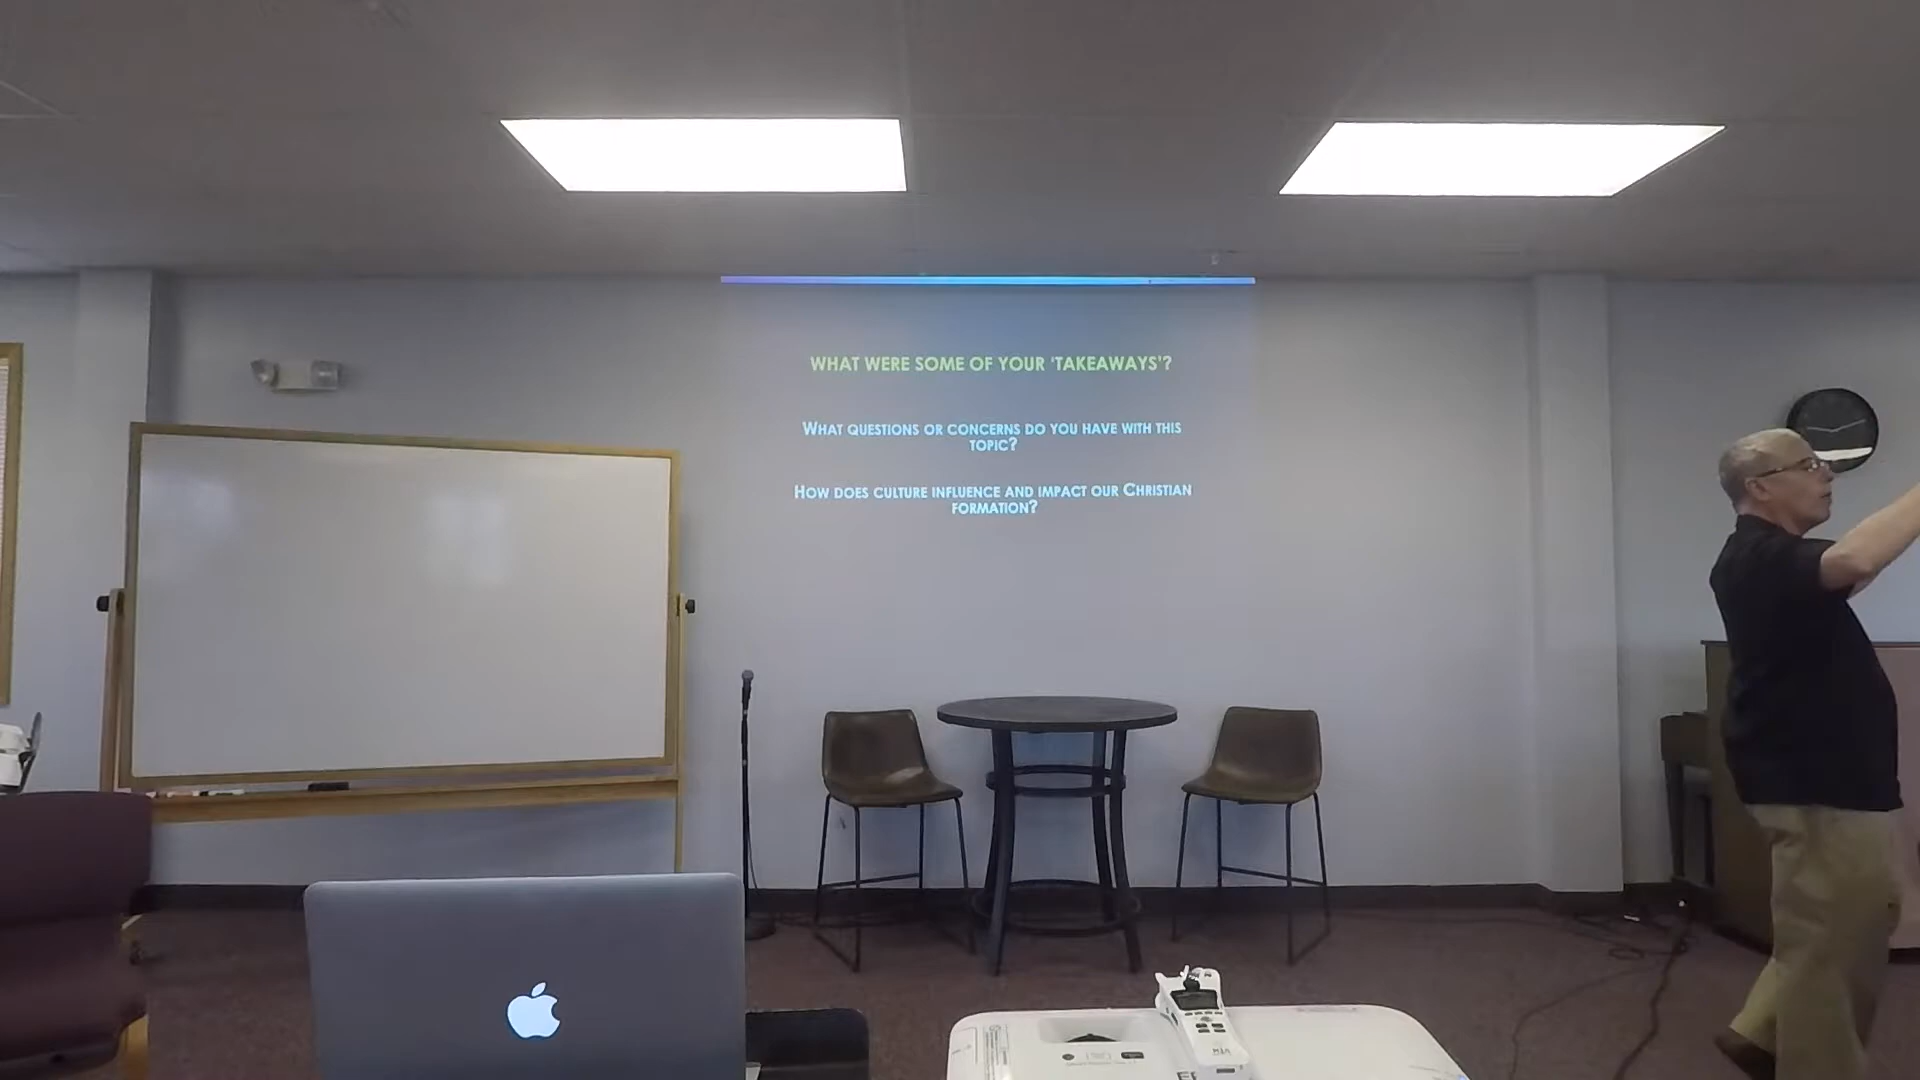 WHAT WERE SOME OF YOUR ‘TAKEAWAYS’?
WHAT QUESTIONS OR CONCERNS DO YOU HAVE WITH THIS
TOPIC?
HOW DOES CULTURE INFLUENCE AND IMPACT OUR CHRISTIAN
FORMATION?